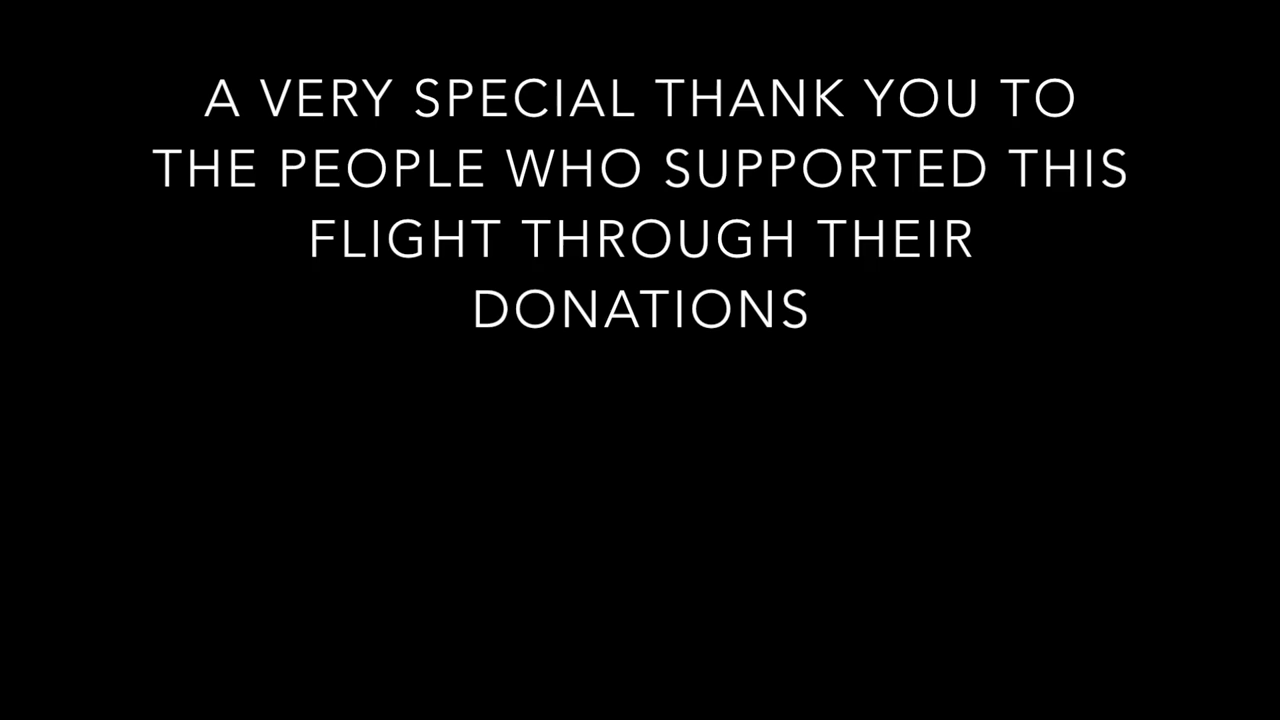 A VERY SPECIAL THANK YOU TO
THE PEOPLE WHO SUPPORTED THIS
FLIGHT THROUGH THEIR
DONATIONS